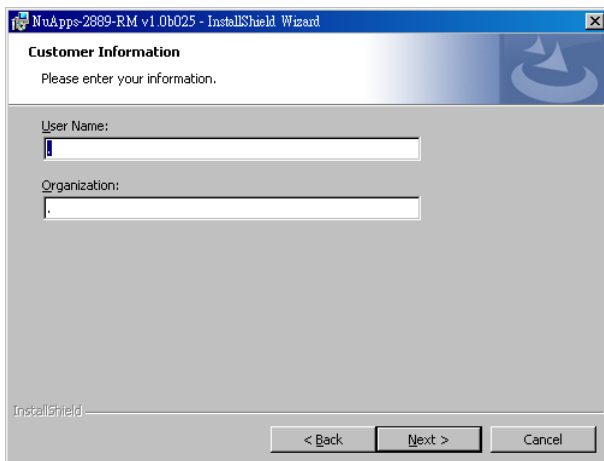 NuApps-2889-RM v1.0b025 - InstallShield Wizard
Customer Information
Please enter your information.
User Name:
.
Organization:
.
InstallShield
< Back Next > Cancel